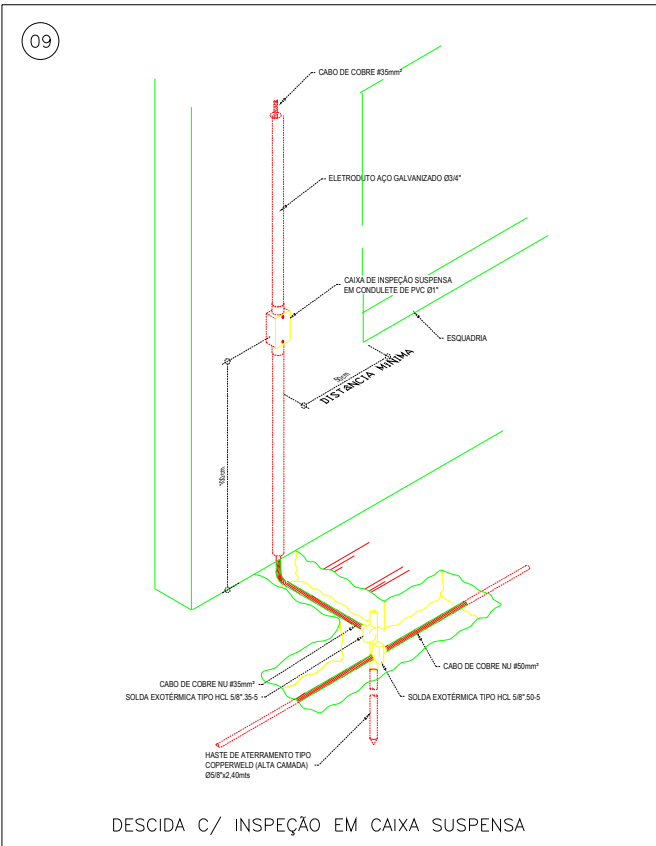 09
CABO DE COBRE #35mm²
ELETRODUTO AÇO GALVANIZADO Ø3/4"
CAIXA DE INSPEÇÃO SUSPENSA
EM CONDULETE DE PVC Ø1"
ESQUADRIA
50cm
DISTÂNCIA MÍNIMA
CABO DE COBRE NU #50mm²
CABO DE COBRE NU #35mm²
SOLDA EXOTÉRMICA TIPO HCL 5/8".35-5
SOLDA EXOTÉRMICA TIPO HCL 5/8".50-5
HASTE DE ATERRAMENTO TIPO
COPPERWELD (ALTA CAMADA)
Ø5/8"x2,40mts
DESCIDA C/ INSPEÇÃO EM CAIXA SUSPENSA